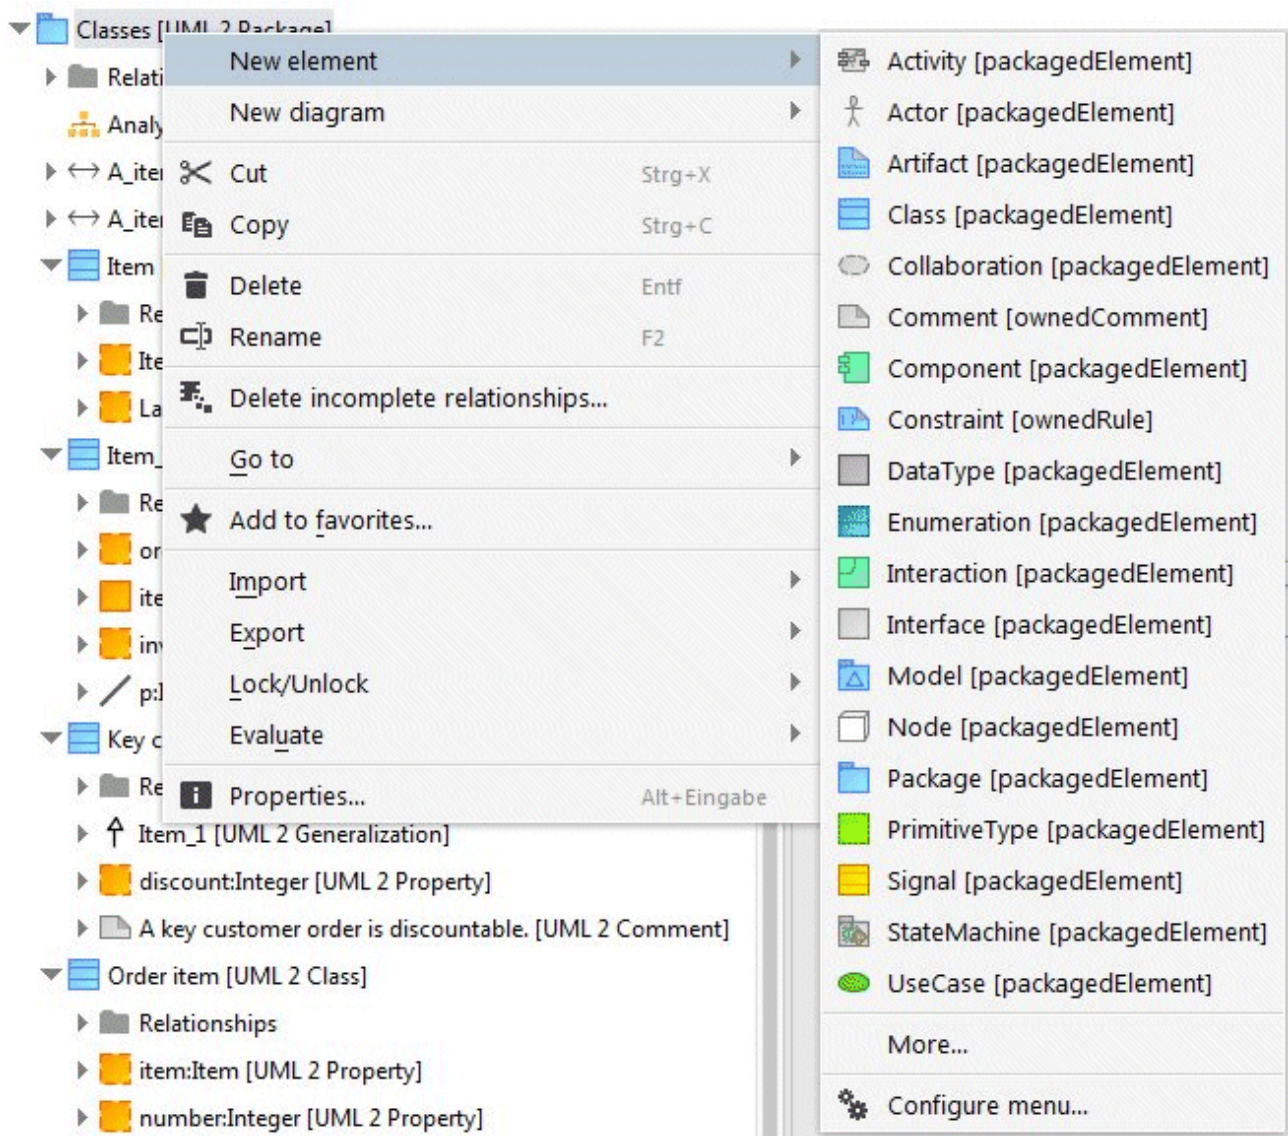 Classes [UML 2 Package]
Relati
Analy
A_iter
A_iter
Item
Re
Ite
La
Item_
Re
or
ite
inv
p:I
Key c
Re
Item_1 [UML 2 Generalization]
discount:Integer [UML 2 Property]
A key customer order is discountable. [UML 2 Comment]
Order item [UML 2 Class]
Relationships
item:Item [UML 2 Property]
number:Integer [UML 2 Property]
New element
New diagram
Cut Strg+X
Copy Strg+C
Delete Entf
Rename F2
Delete incomplete relationships...
Go to
Add to favorites...
Import
Export
Lock/Unlock
Evaluate
Properties... Alt+Eingabe
Activity [packagedElement]
Actor [packagedElement]
Artifact [packagedElement]
Class [packagedElement]
Collaboration [packagedElement]
Comment [ownedComment]
Component [packagedElement]
Constraint [ownedRule]
DataType [packagedElement]
Enumeration [packagedElement]
Interaction [packagedElement]
Interface [packagedElement]
Model [packagedElement]
Node [packagedElement]
Package [packagedElement]
PrimitiveType [packagedElement]
Signal [packagedElement]
StateMachine [packagedElement]
UseCase [packagedElement]
More...
Configure menu...